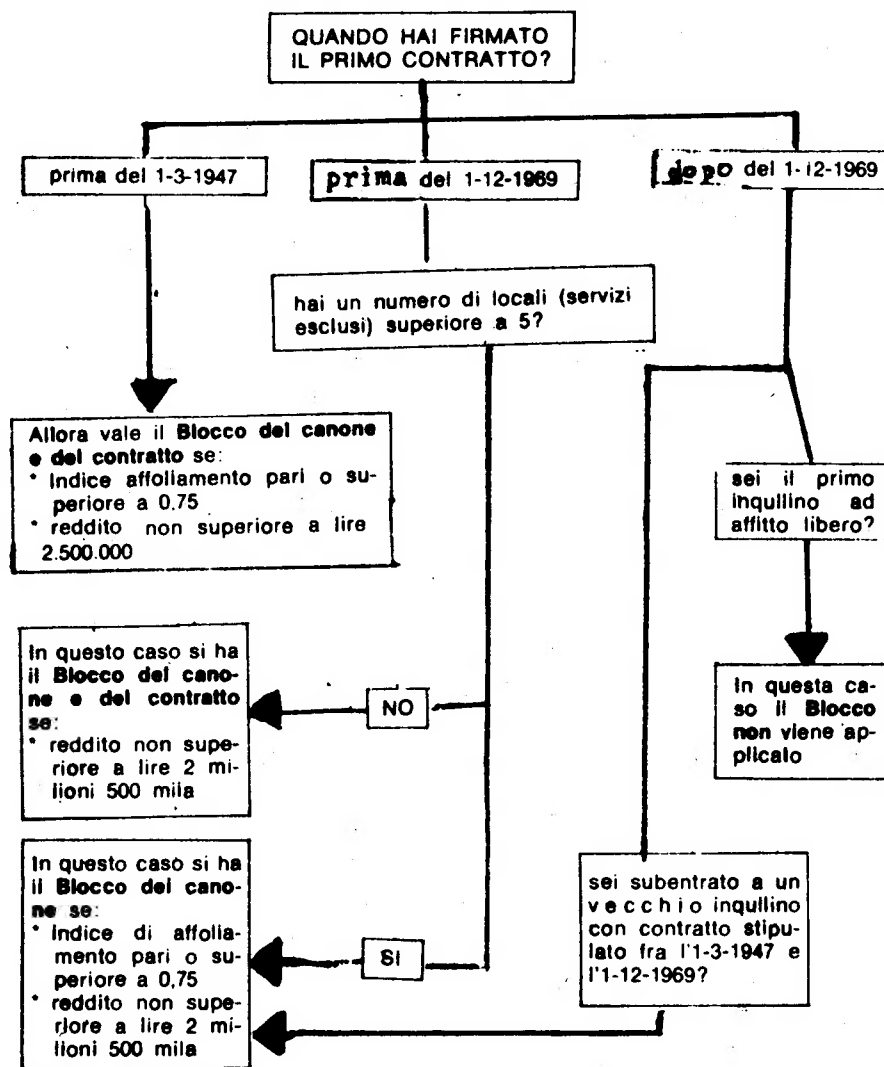 QUANDO HAI FIRMATO
IL PRIMO CONTRATTO?
prima del 1-3-1947
prima del 1-12-1969
dopo del 1-12-1969
hai un numero di locali (servizi
esclusi) superiore a 5?
Allora vale il Blocco del canone
e del contratto se:
* Indice affollamento pari o su-
periore a 0,75
* reddito non superiore a lire
2.500.000
sei il primo
inquilino ad
affitto libero?
In questo caso si ha
il Blocco del cano-
ne e del contratto
se:
* reddito non supe-
riore a lire 2 mi-
lioni 500 mila
NO
In questa ca-
so il Blocco
non viene ap-
plicato
In questo caso si ha
il Blocco del cano-
ne se:
* Indice di affolla-
mento pari o su-
periore a 0,75
* reddito non supe-
riore a lire 2 mi-
lioni 500 mila
SI
sei subentrato a un
vecchio inquilino
con contratto stipu-
lato fra l'1-3-1947 e
l'1-12-1969?